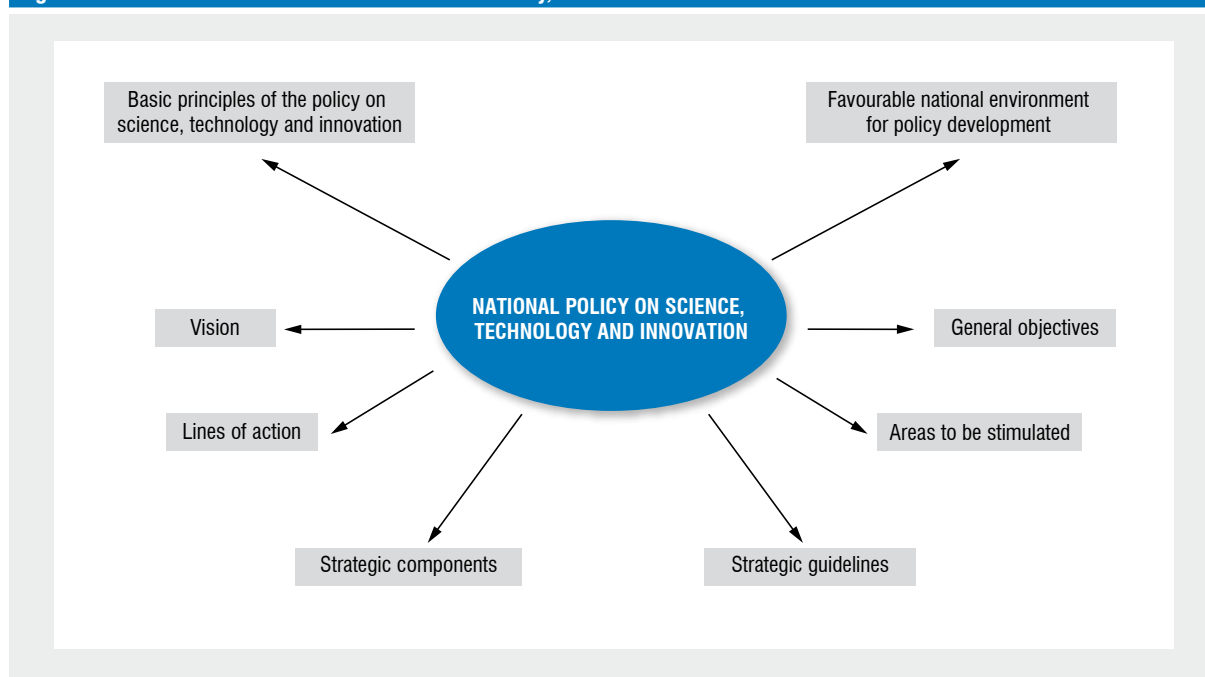 Basic principles of the policy on
science, technology and innovation
Favourable national environment
for policy development
NATIONAL POLICY ON SCIENCE,
TECHNOLOGY AND INNOVATION
Vision
General objectives
Lines of action
Areas to be stimulated
Strategic components
Strategic guidelines